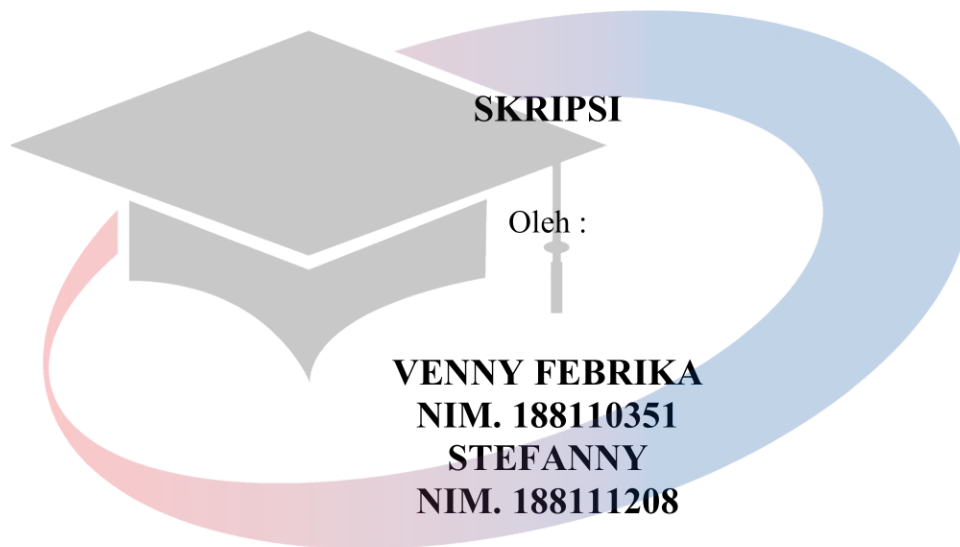 SKRIPSI
Oleh :
VENNY FEBRIKA
NIM. 188110351
STEFANNY
NIM. 188111208